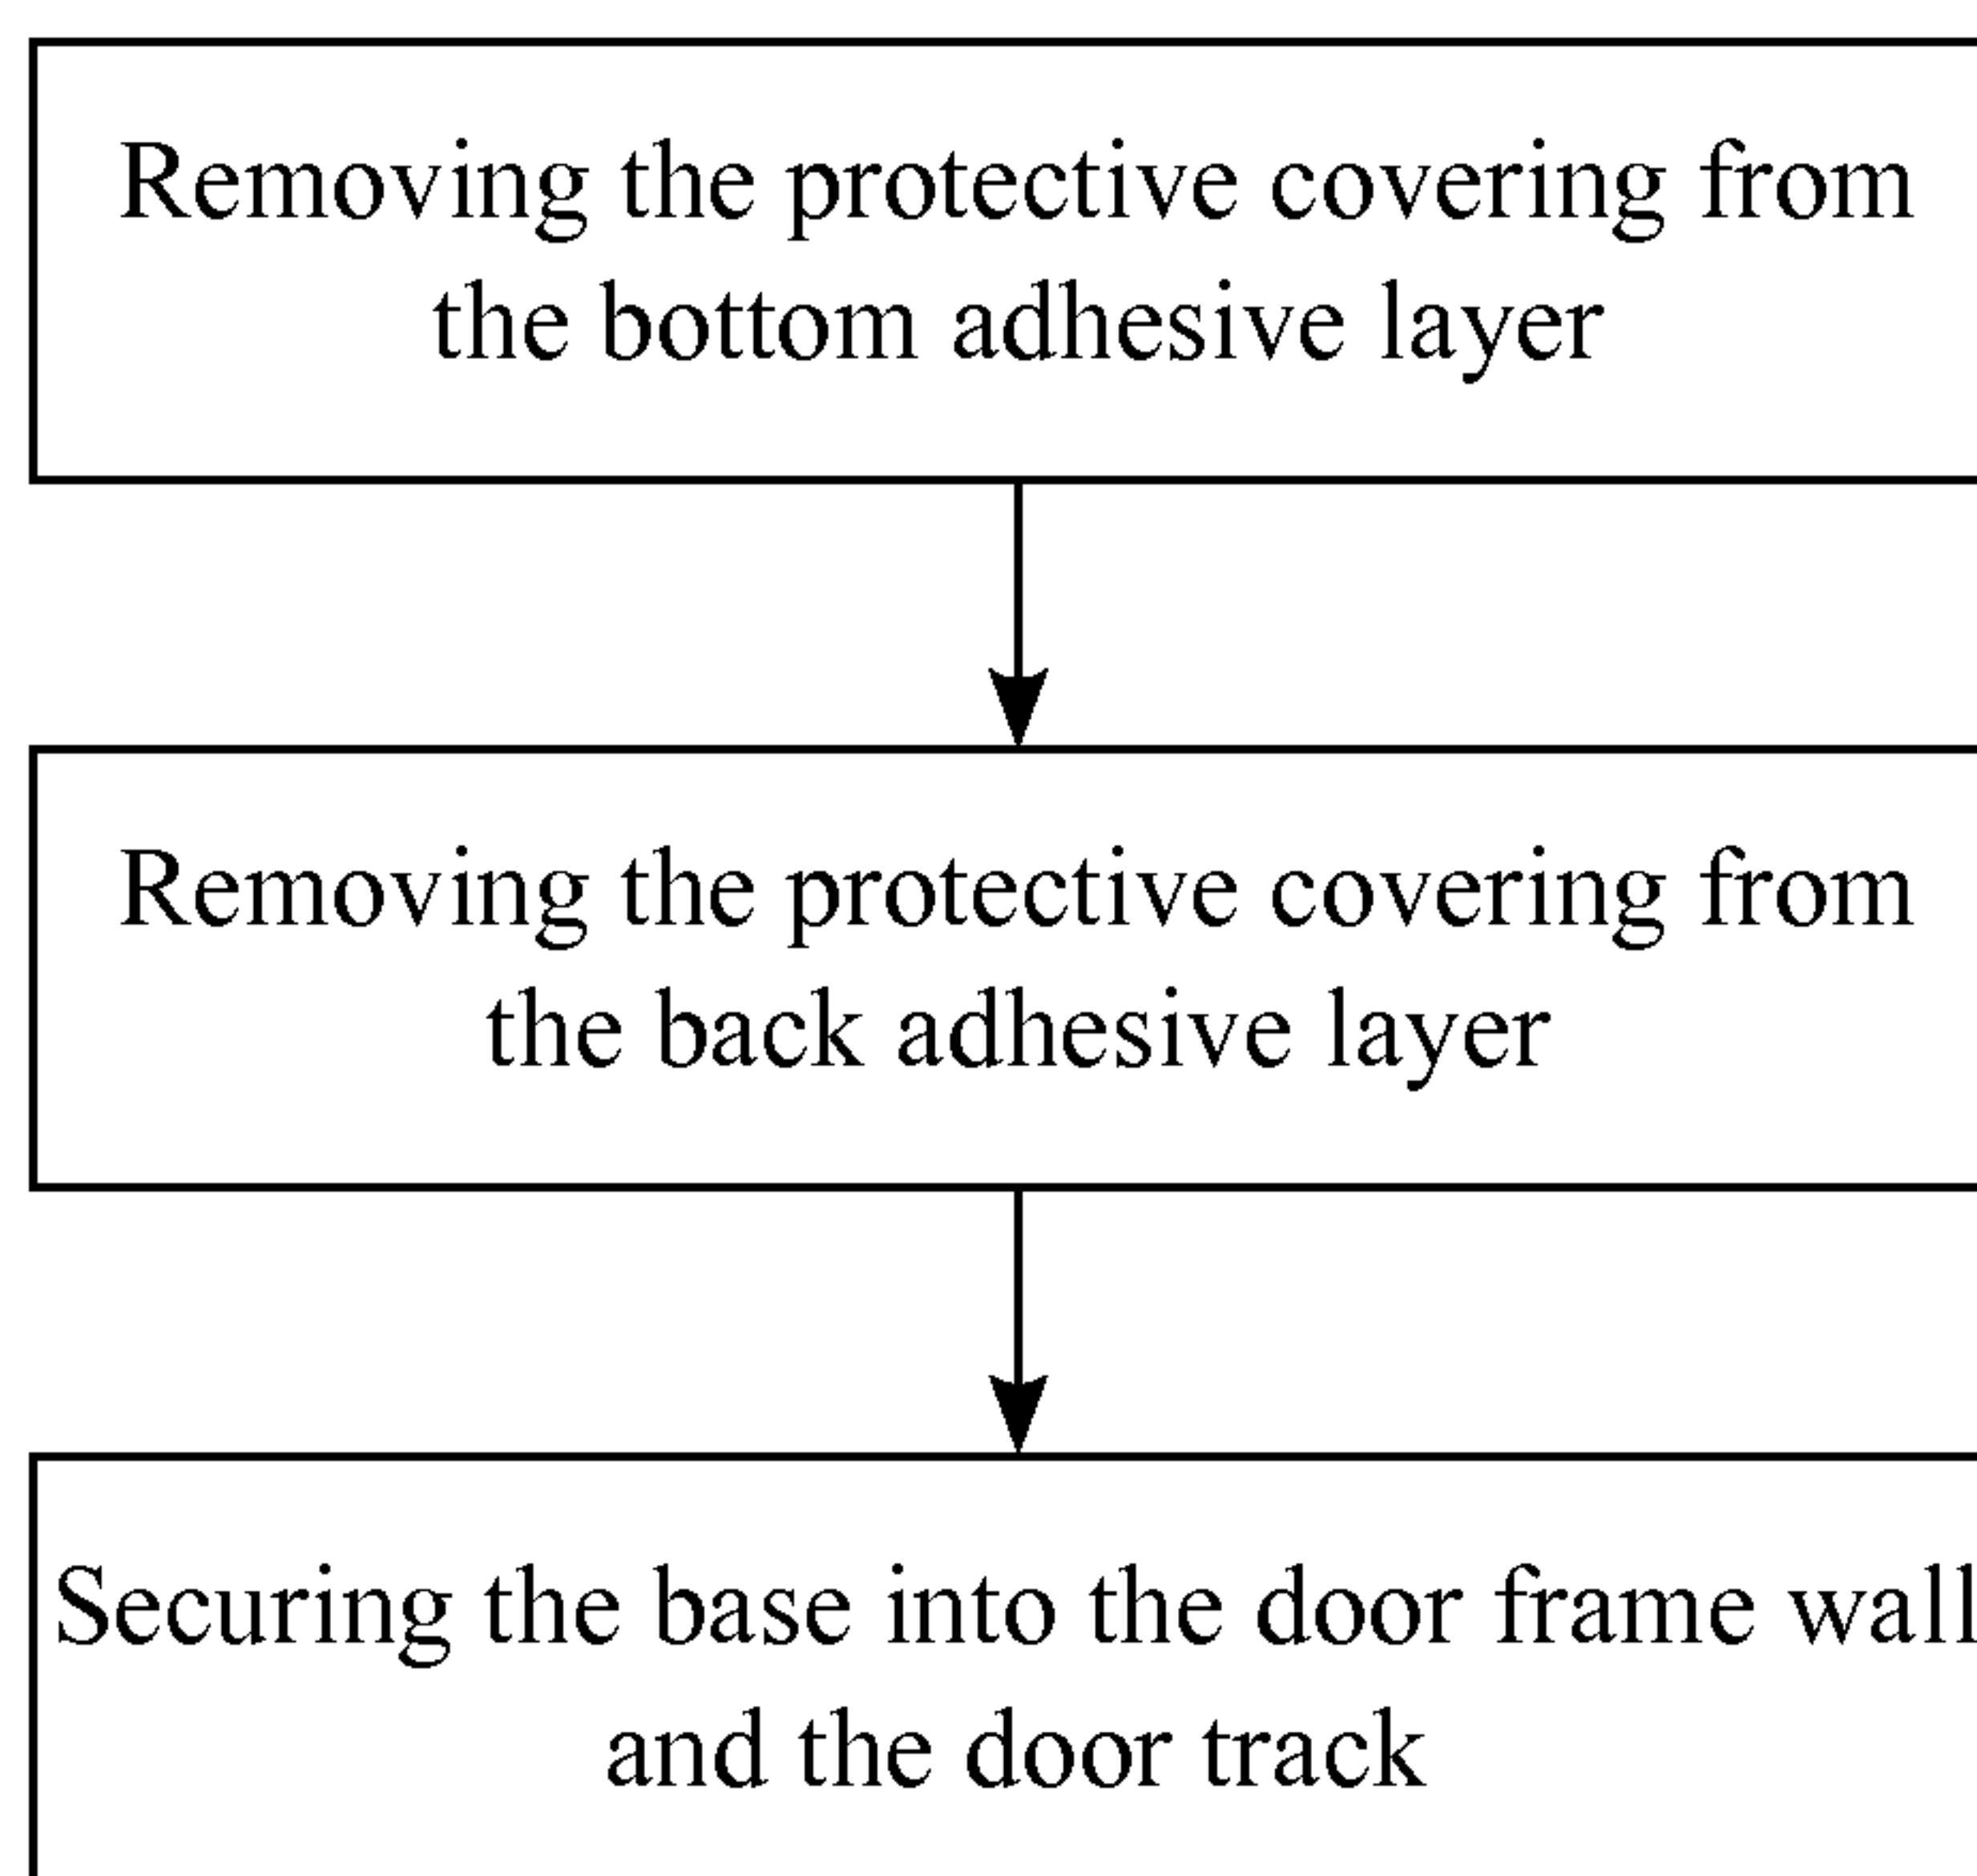 Removing the protective covering from
the bottom adhesive layer
Removing the protective covering from
the back adhesive layer
Securing the base into the door frame wall
and the door track